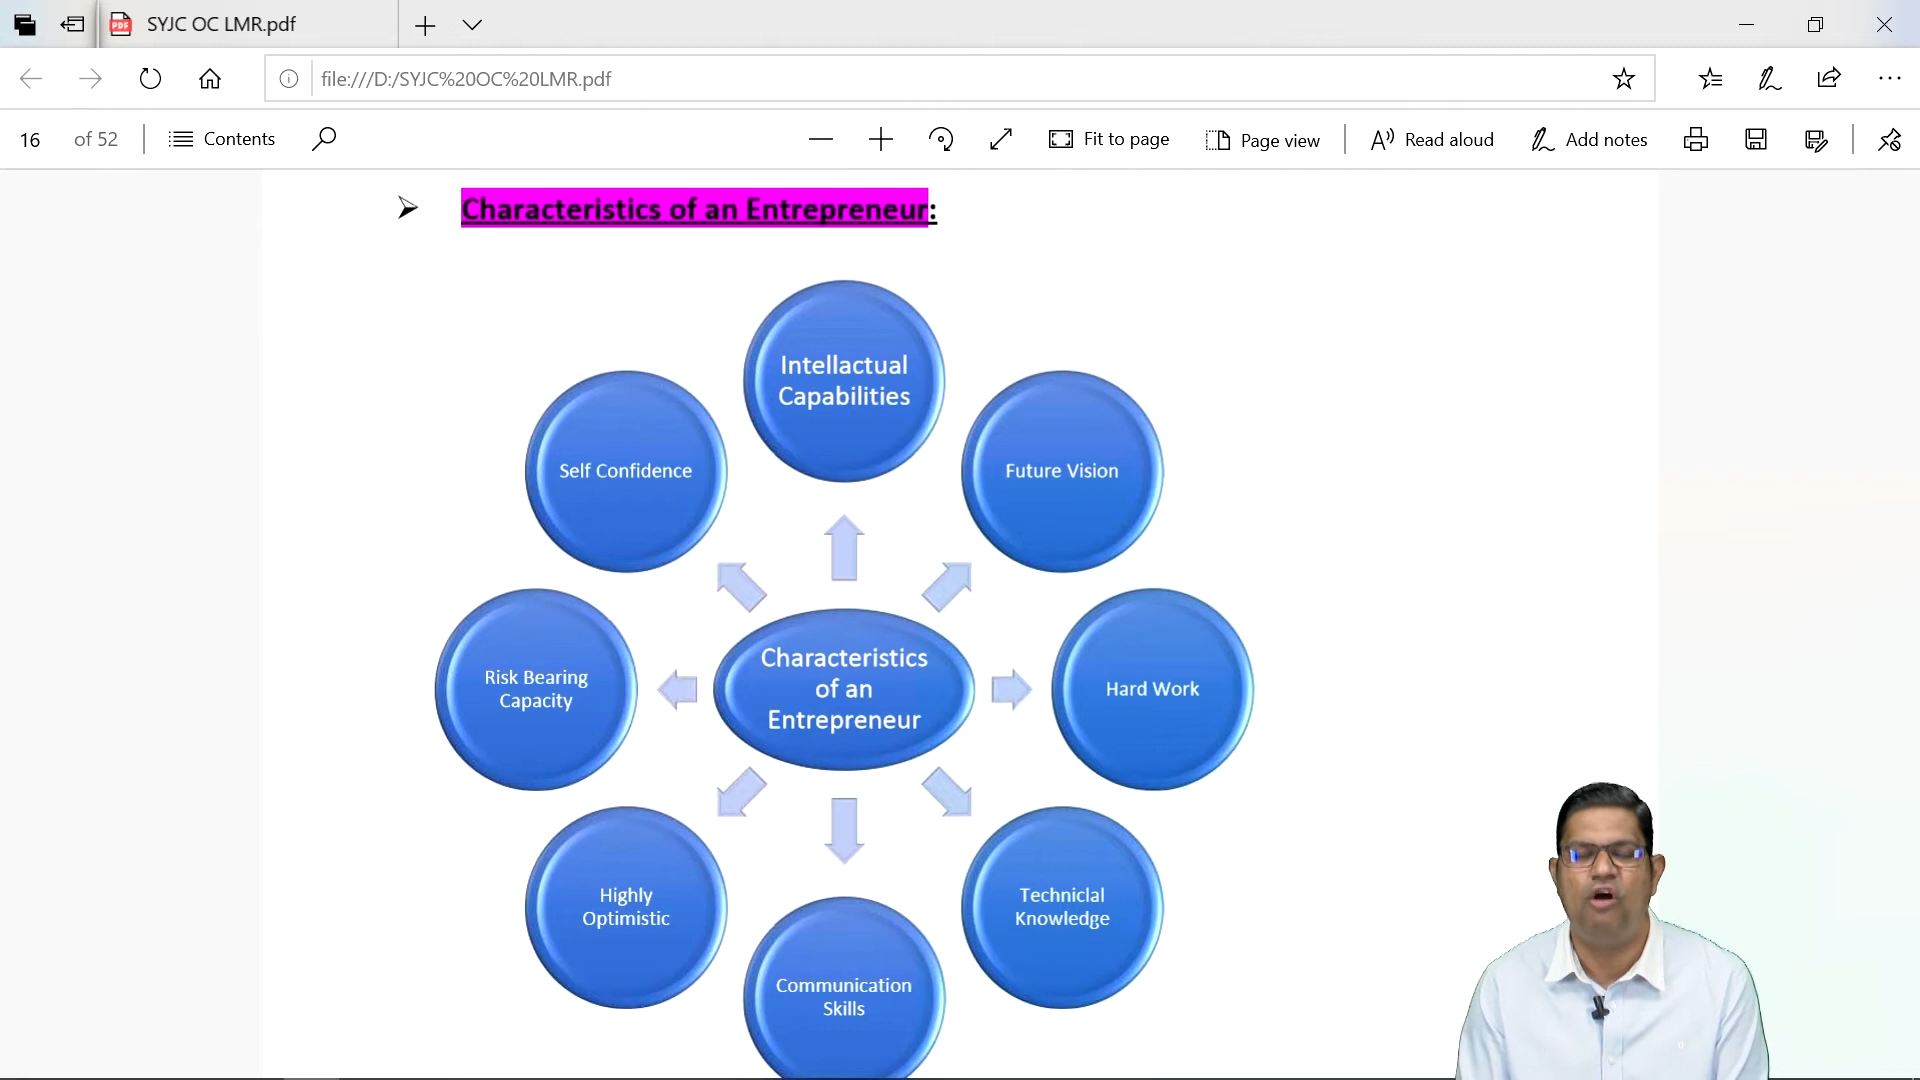 SYJC OC LMR.pdf
file:///D:/SYJC%20OC%20LMR.pdf
16 of 52 Contents Fit to page Page view Read aloud Add notes
Characteristics of an Entrepreneur:
Intellactual
Capabilities
Self Confidence
Future Vision
Risk Bearing
Capacity
Characteristics
of an
Entrepreneur
Hard Work
Highly
Optimistic
Techniclal
Knowledge
Communication
Skills